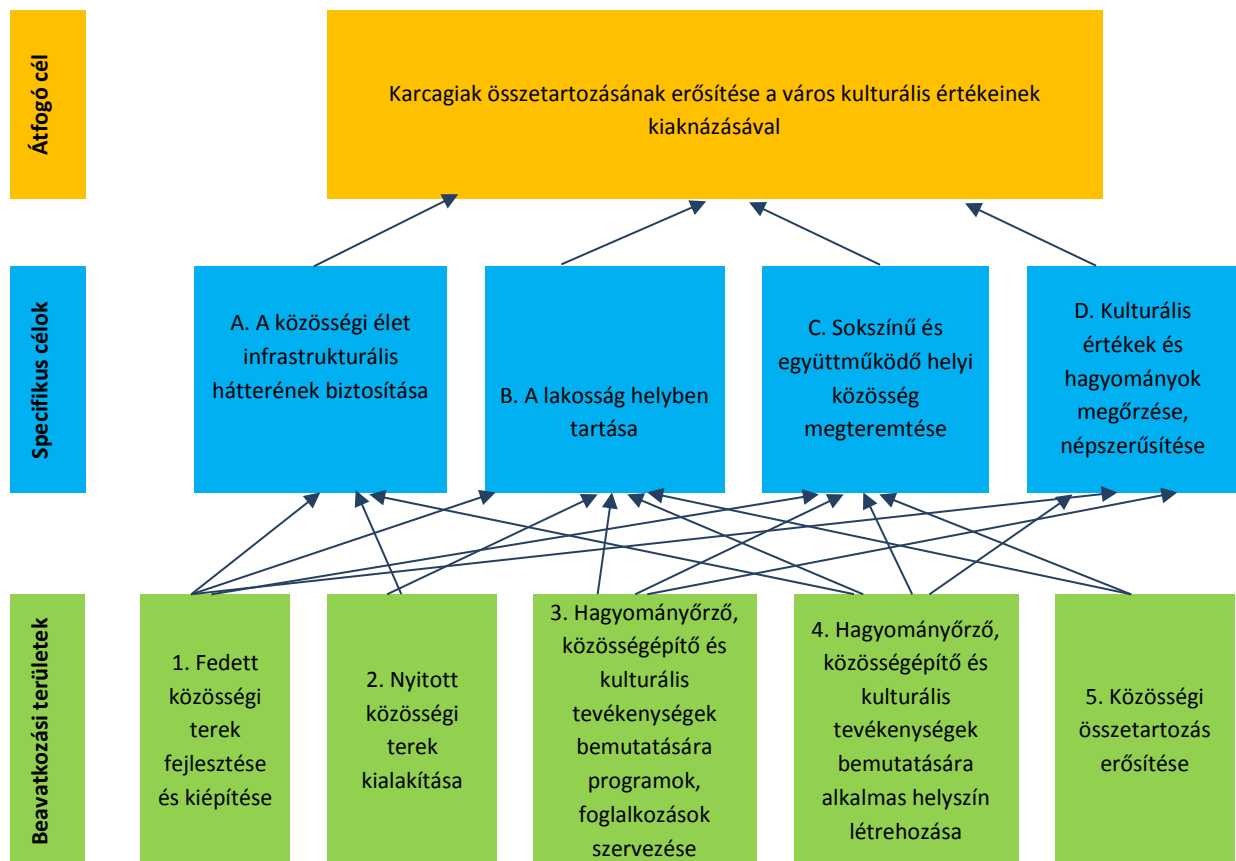 Átfogó cél
Karcagiak összetartozásának erősítése a város kulturális értékeinek
kiaknázásával
Specifikus célok
A. A közösségi élet
infrastrukturális
hátterének biztosítása
B. A lakosság helyben
tartása
C. Sokszínű és
együttműködő helyi
közösség
megteremtése
D. Kulturális
értékek és
hagyományok
megőrzése,
népszerűsítése
Beavatkozási területek
1. Fedett
közösségi
terek
fejlesztése
és kiépítése
2. Nyitott
közösségi
terek
kialakítása
3. Hagyományőrző,
közösségépítő és
kulturális
tevékenységek
bemutatására
programok,
foglalkozások
szervezése
4. Hagyományőrző,
közösségépítő és
kulturális
tevékenységek
bemutatására
alkalmas helyszín
létrehozása
5. Közösségi
összetartozás
erősítése